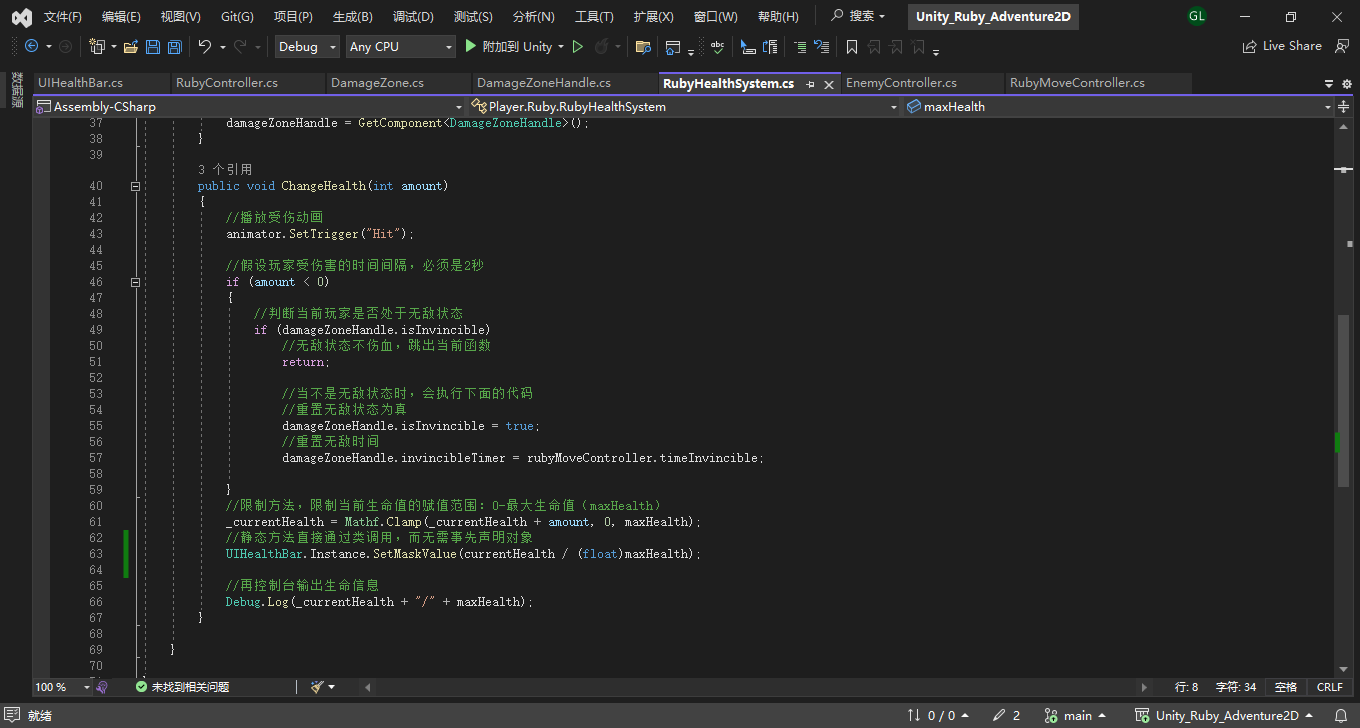 文件(F) 编辑(E) 视图(V) Git(G) 项目(P) 生成(B) 调试(D) 测试(S) 分析(N) 工具(T) 扩展(X) 窗口(W) 帮助(H) 搜索 Unity_Ruby_Adventure2D GL
Debug Any CPU 附加到 Unity Live Share
数据源
UIHealthBar.cs RubyController.cs DamageZone.cs DamageZoneHandle.cs RubyHealthSystem.cs EnemyController.cs RubyMoveController.cs
Assembly-CSharp Player.Ruby.RubyHealthSystem maxHealth
37 damageZoneHandle = GetComponent<DamageZoneHandle>();
38 }
39
3 个引用
40 public void ChangeHealth(int amount)
41 {
42 //播放受伤动画
43 animator.SetTrigger("Hit");
44
45 //假设玩家受伤害的时间间隔，必须是2秒
46 if (amount < 0)
47 {
48 //判断当前玩家是否处于无敌状态
49 if (damageZoneHandle.isInvincible)
50 //无敌状态不伤血，跳出当前函数
51 return;
52
53 //当不是无敌状态时，会执行下面的代码
54 //重置无敌状态为真
55 damageZoneHandle.isInvincible = true;
56 //重置无敌时间
57 damageZoneHandle.invincibleTimer = rubyMoveController.timeInvincible;
58
59 }
60 //限制方法，限制当前生命值的赋值范围：0-最大生命值（maxHealth）
61 _currentHealth = Mathf.Clamp(_currentHealth + amount, 0, maxHealth);
62 //静态方法直接通过类调用，而无需事先声明对象
63 UIHealthBar.Instance.SetMaskValue(currentHealth / (float)maxHealth);
64
65 //再控制台输出生命信息
66 Debug.Log(_currentHealth + "/" + maxHealth);
67 }
68
69 }
70
100 % 未找到相关问题 行: 8 字符: 34 空格 CRLF
就绪 0 / 0 2 main Unity_Ruby_Adventure2D